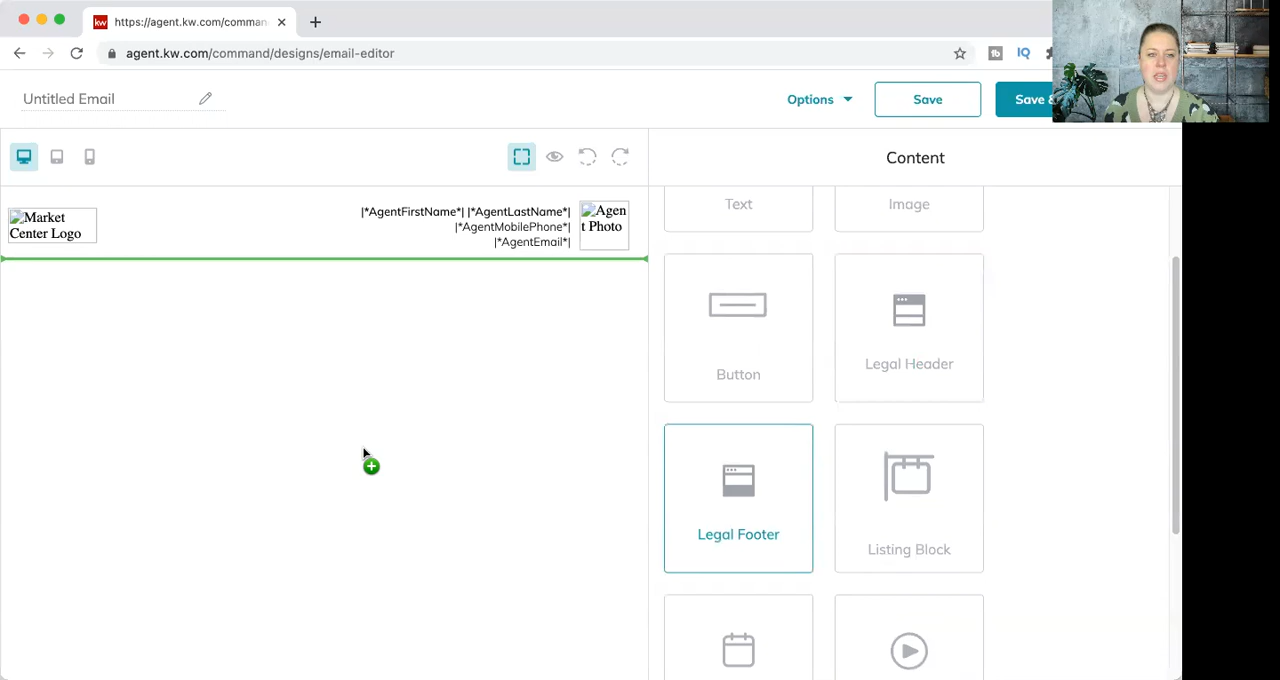 kw https://agent.kw.com/comman
agent.kw.com/command/designs/email-editor
IQ
Untitled Email
Options
Save
Save &
Content
Market
Center Logo
|*AgentFirstName*| |*AgentLastName*|
|*AgentMobilePhone*|
|*AgentEmail*|
Agen
t Photo
Text
Image
Button
Legal Header
Legal Footer
Listing Block